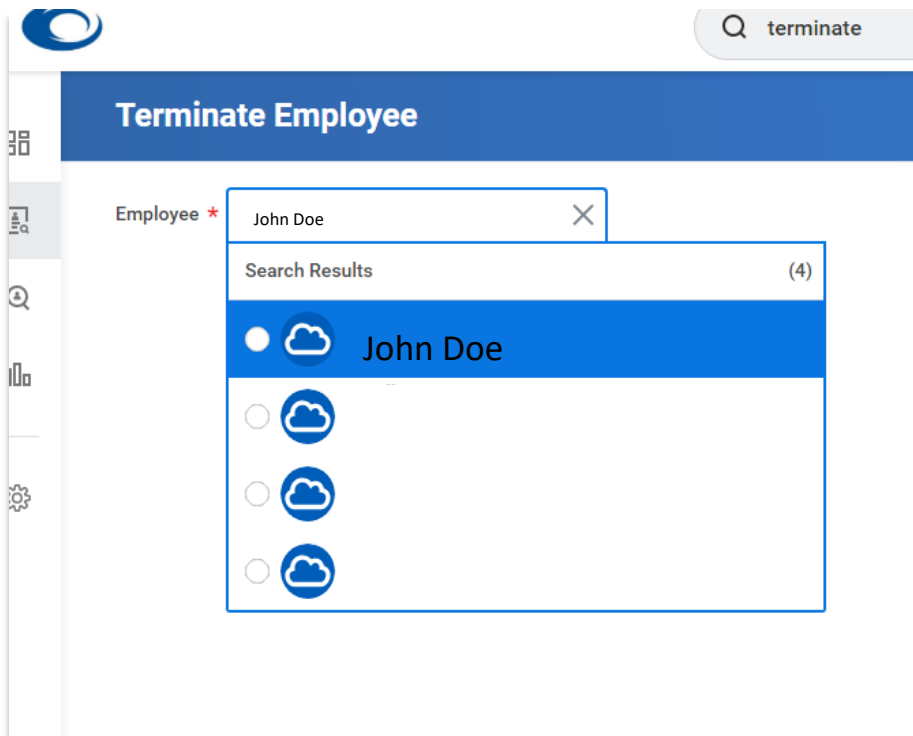 terminate
Terminate Employee
Employee * John Doe
Search Results (4)
John Doe